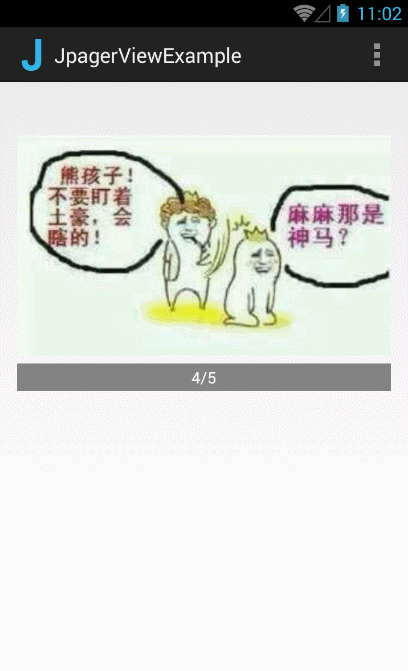 11:02
J JpagerViewExample
熊孩子！
不要盯着
土豪，会
瞎的！
麻麻那是
神马？
4/5